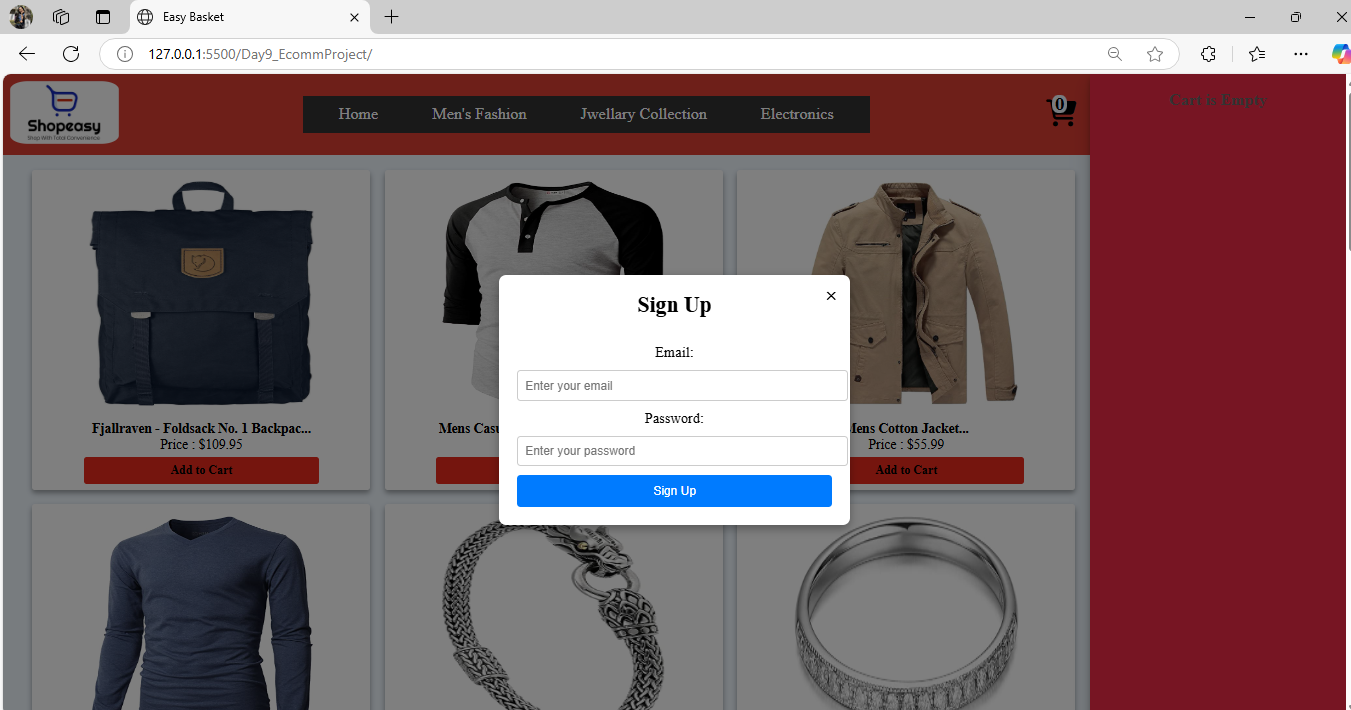 Easy Basket
127.0.0.1:5500/Day9_EcommProject/
Shopeasy
Shop With Total Convenience
Home
Men's Fashion
Jwellary Collection
Electronics
0
Cart is Empty
Sign Up
×
Email:
Enter your email
Password:
Enter your password
Sign Up
Fjallraven - Foldsack No. 1 Backpac...
Price : $109.95
Add to Cart
Mens Cas
Mens Cotton Jacket...
Price : $55.99
Add to Cart